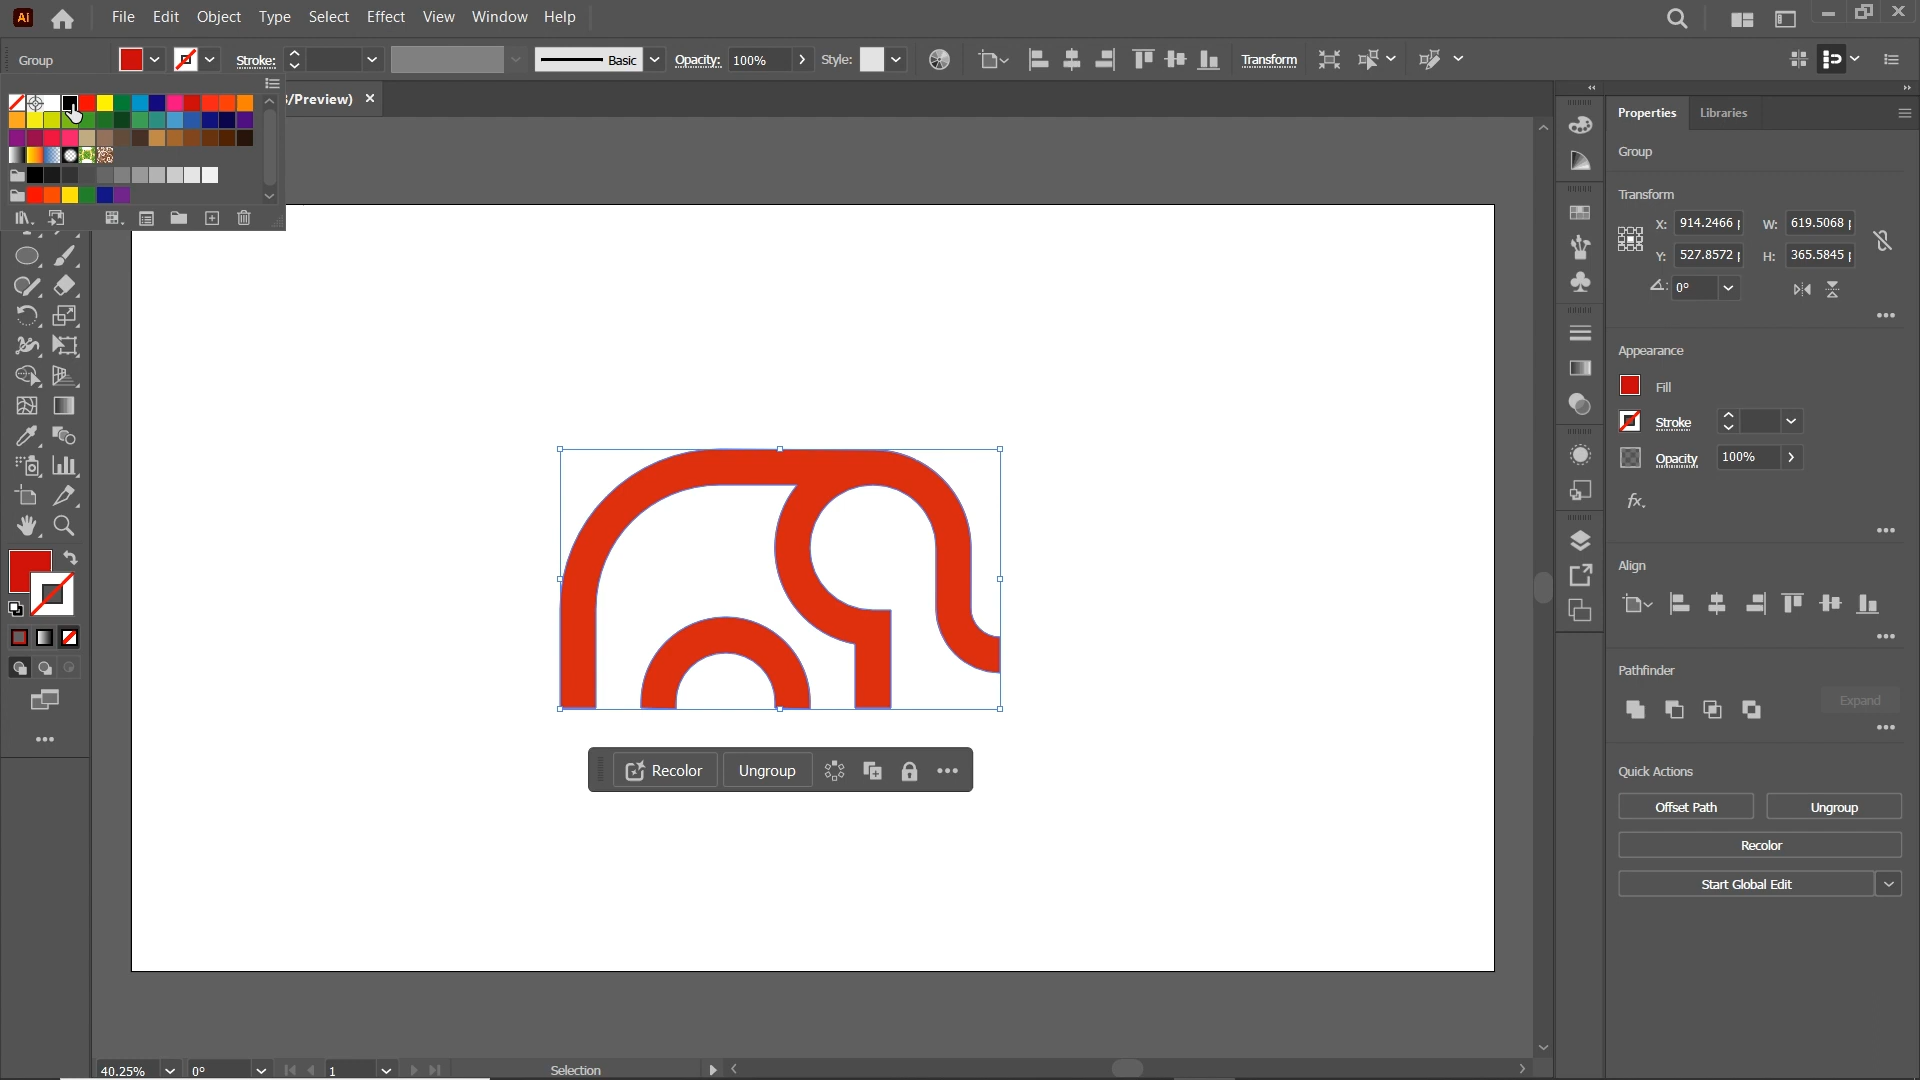 Ai File Edit Object Type Select Effect View Window Help
Group Stroke: Basic Opacity: 100% Style: Transform
/Preview) ×
Properties Libraries
Group
Transform
X: 914.2466 W: 619.5068
Y: 527.8572 H: 365.5845
0°
Appearance
Fill
Stroke
Opacity 100%
fx.
Align
Pathfinder
Expand
Recolor Ungroup
Quick Actions
Offset Path Ungroup
Recolor
Start Global Edit
40.25% 0° 1 Selection